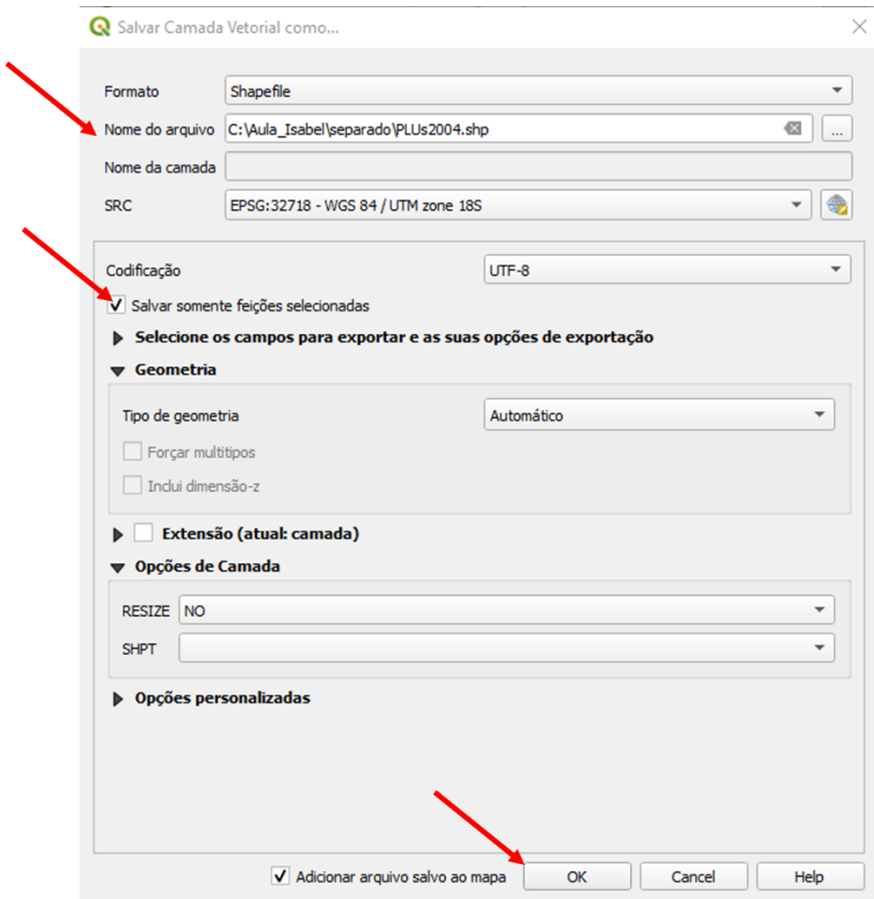 Salvar Camada Vetorial como...
Formato Shapefile
Nome do arquivo C:\Aula_Isabel\separado\PLUs2004.shp ...
Nome da camada
SRC EPSG:32718 - WGS 84 / UTM zone 18S
Codificação UTF-8
Salvar somente feições selecionadas
Selecione os campos para exportar e as suas opções de exportação
Geometria
Tipo de geometria Automático
Forçar multitipos
Inclui dimensão-z
Extensão (atual: camada)
Opções de Camada
RESIZE NO
SHPT
Opções personalizadas
Adicionar arquivo salvo ao mapa OK Cancel Help